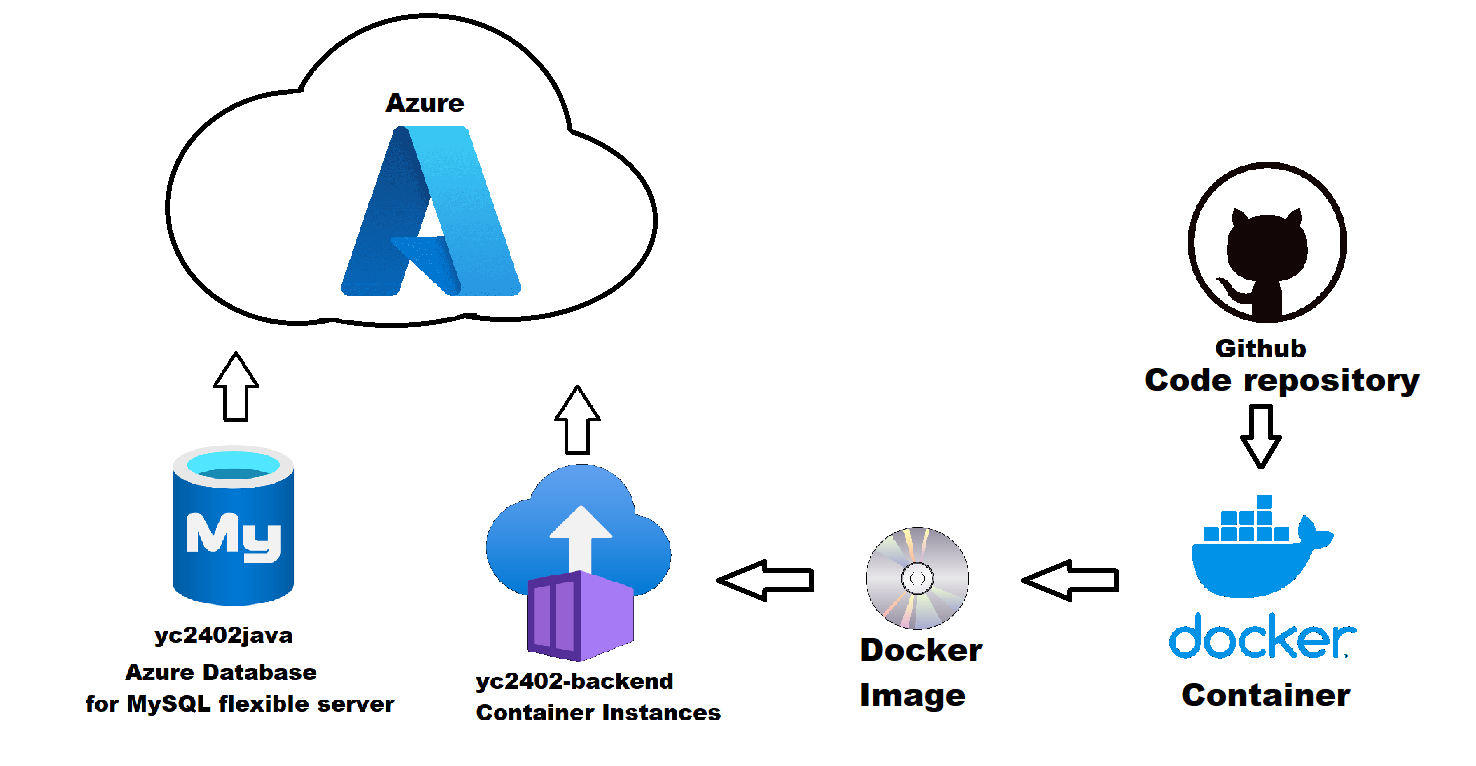 Azure
Github
Code repository
My
docker
yc2402java
Azure Database
for MySQL flexible server
yc2402-backend
Container Instances
Docker
Image
Container